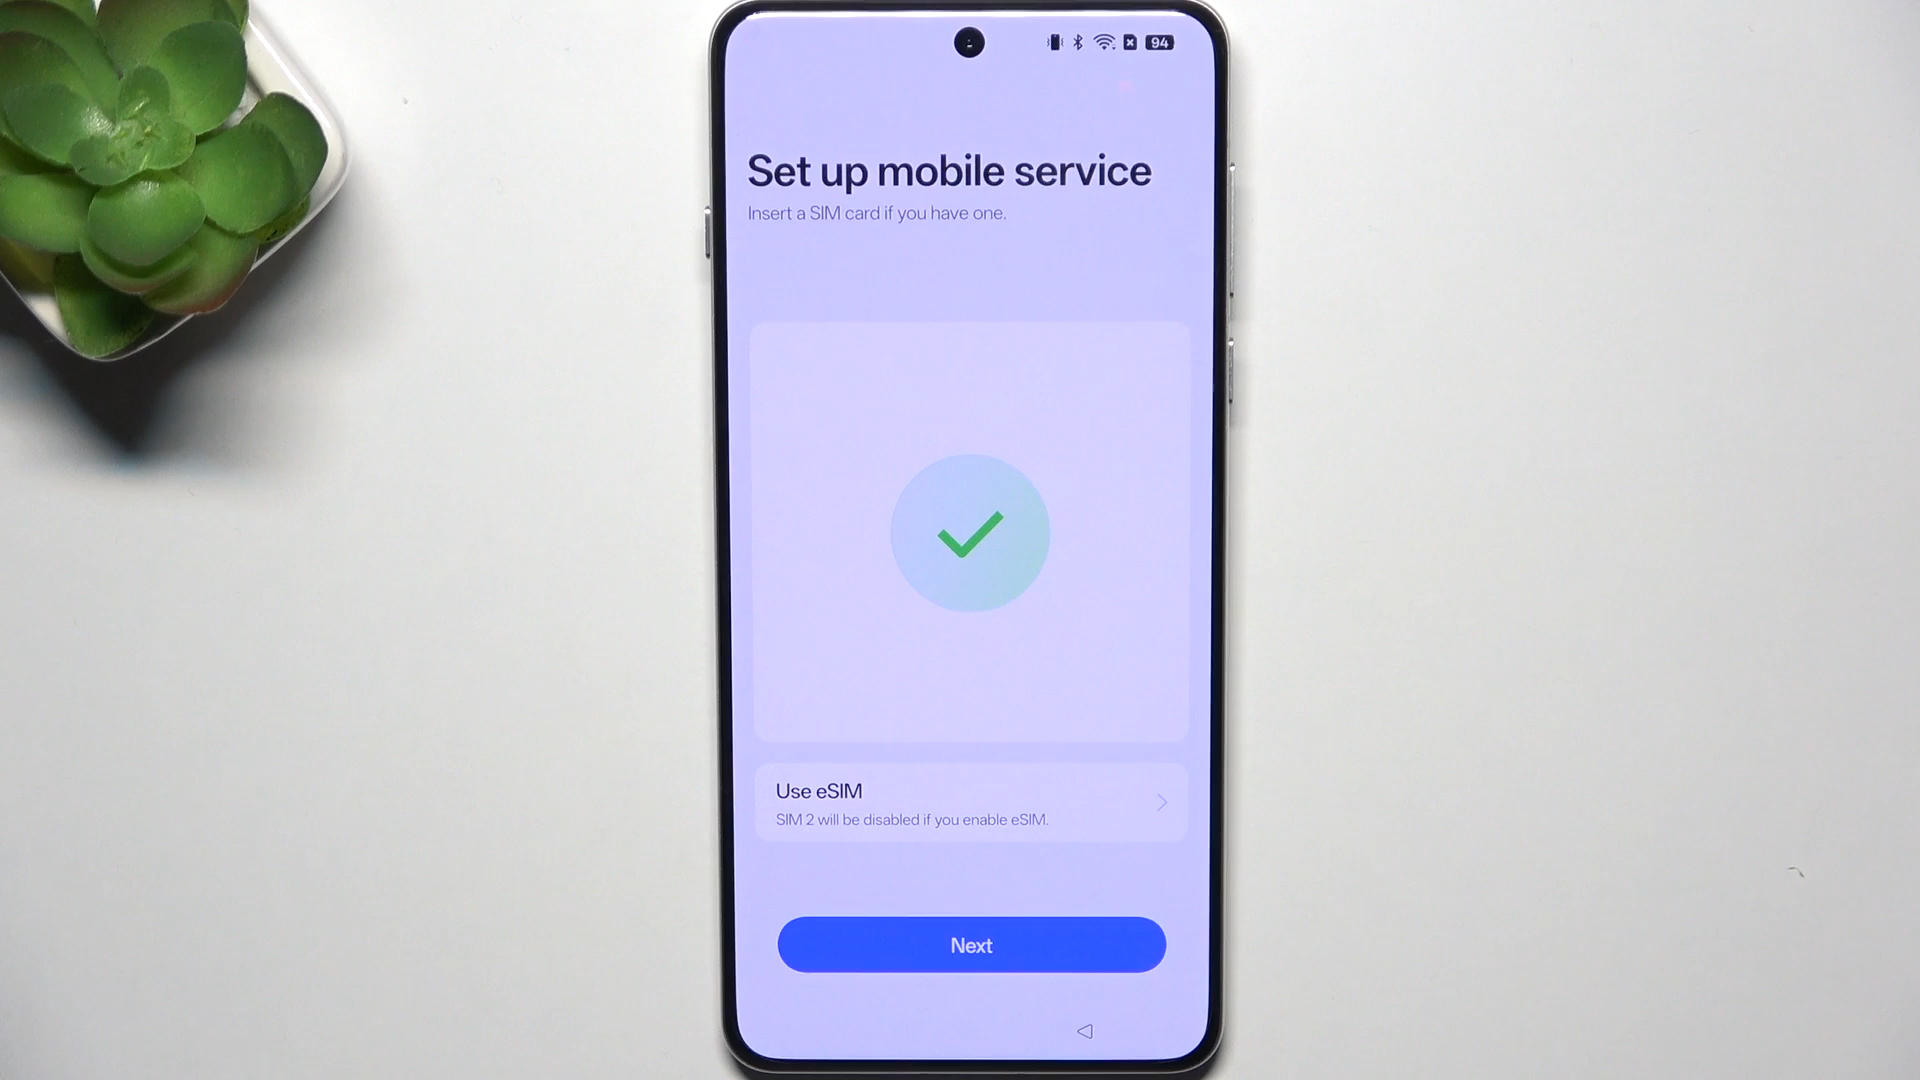 94
Set up mobile service
Insert a SIM card if you have one.
Use eSIM
SIM 2 will be disabled if you enable eSIM.
Next